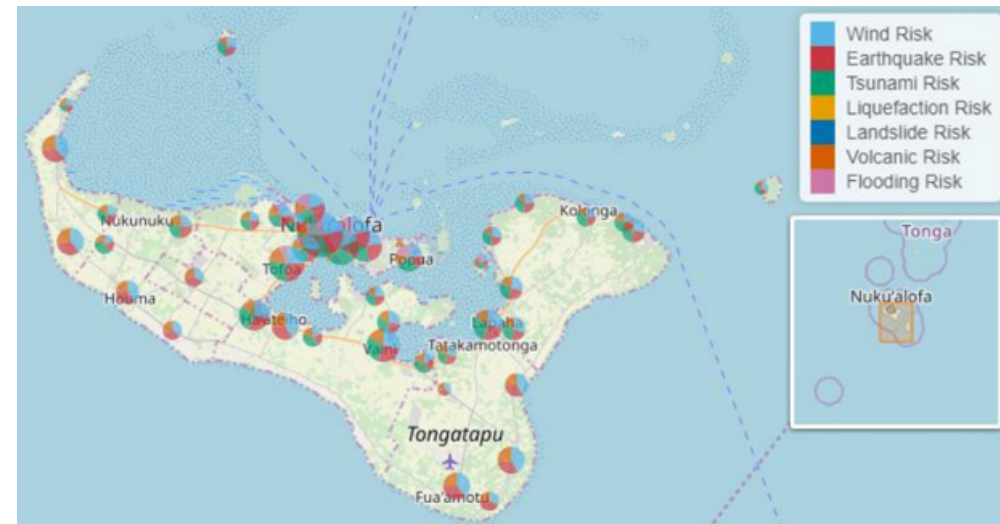 Wind Risk
Earthquake Risk
Tsunami Risk
Liquefaction Risk
Landslide Risk
Volcanic Risk
Flooding Risk
Kolonga
Nukunuku
Popua
Tofoa
Tonga
Nuku'alofa
Houma
Lapaha
Vaini
Tatakamotonga
Tongatapu
Fua'amotu